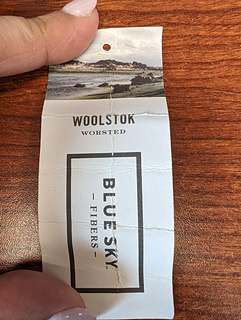 WOOLSTOK
WORSTED
BLUE SKY
– FIBERS –